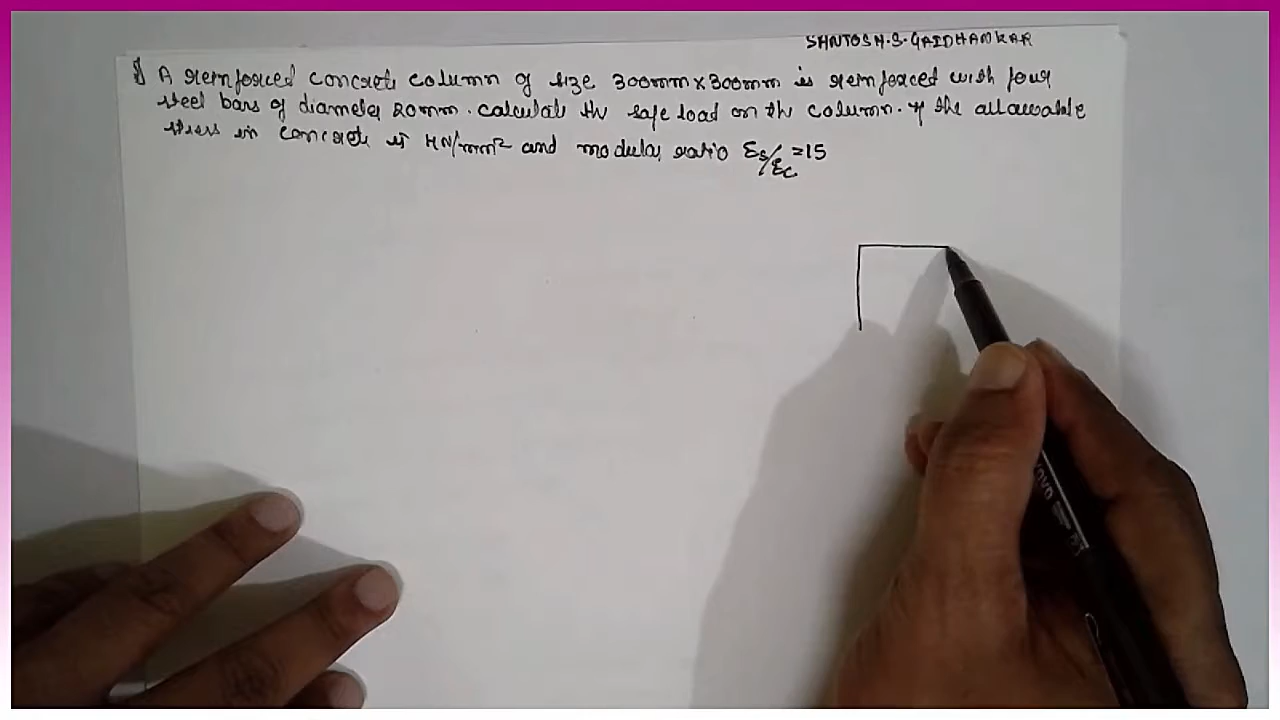 SANTOSH.S.GAIDHANKAR
1) A reinforced concrete column of size 300mm x 300mm is reinforced with four
steel bars of diameter 20mm. calculate the safe load on the column. If the allowable
stress in concrete is 4N/mm² and modular ratio Es/Ec = 15